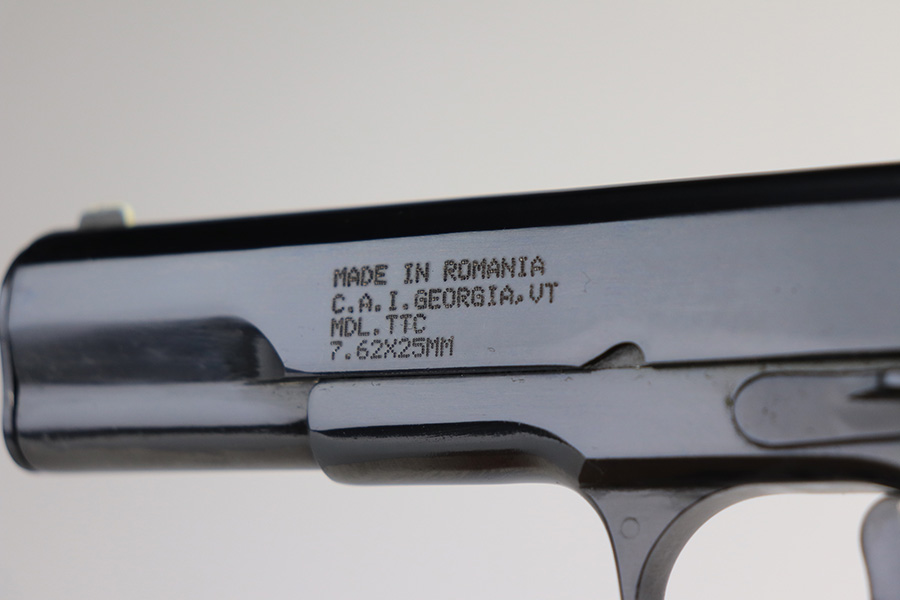 MADE IN ROMANIA
C.A.I.GEORGIA.VT
MDL.TTC
7.62X25MM